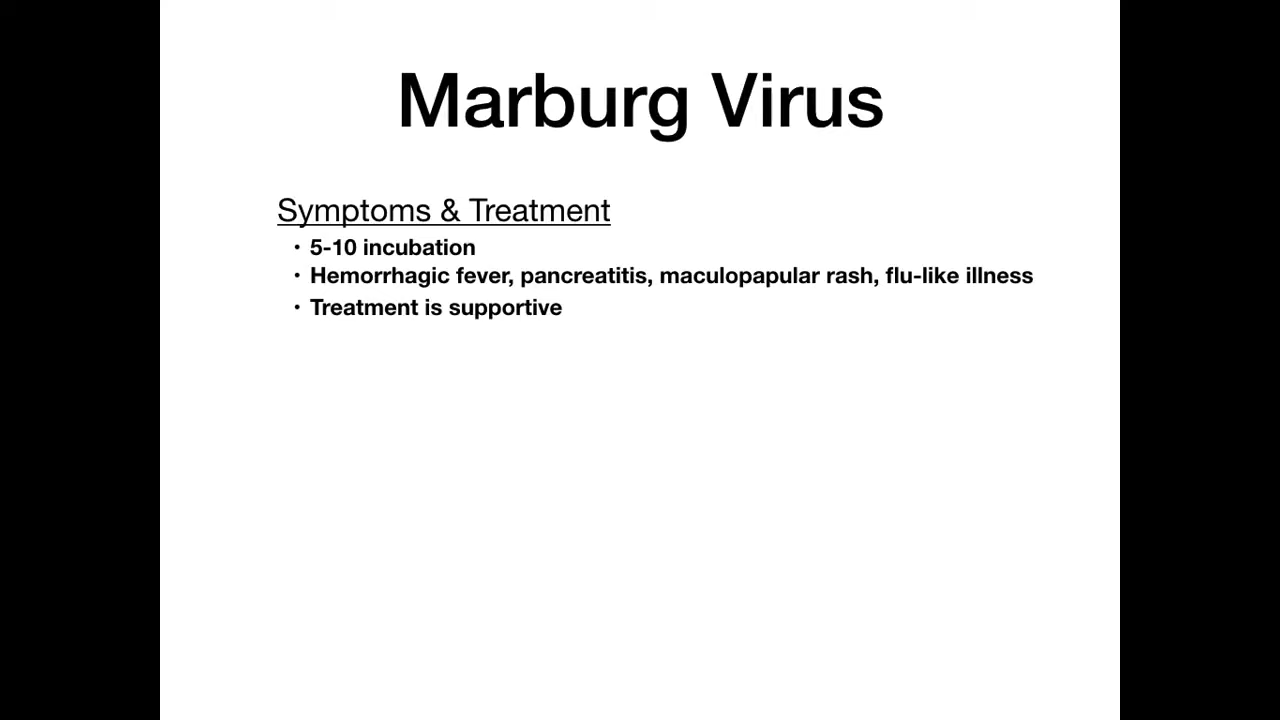 Marburg Virus
Symptoms & Treatment
• 5-10 incubation
• Hemorrhagic fever, pancreatitis, maculopapular rash, flu-like illness
• Treatment is supportive